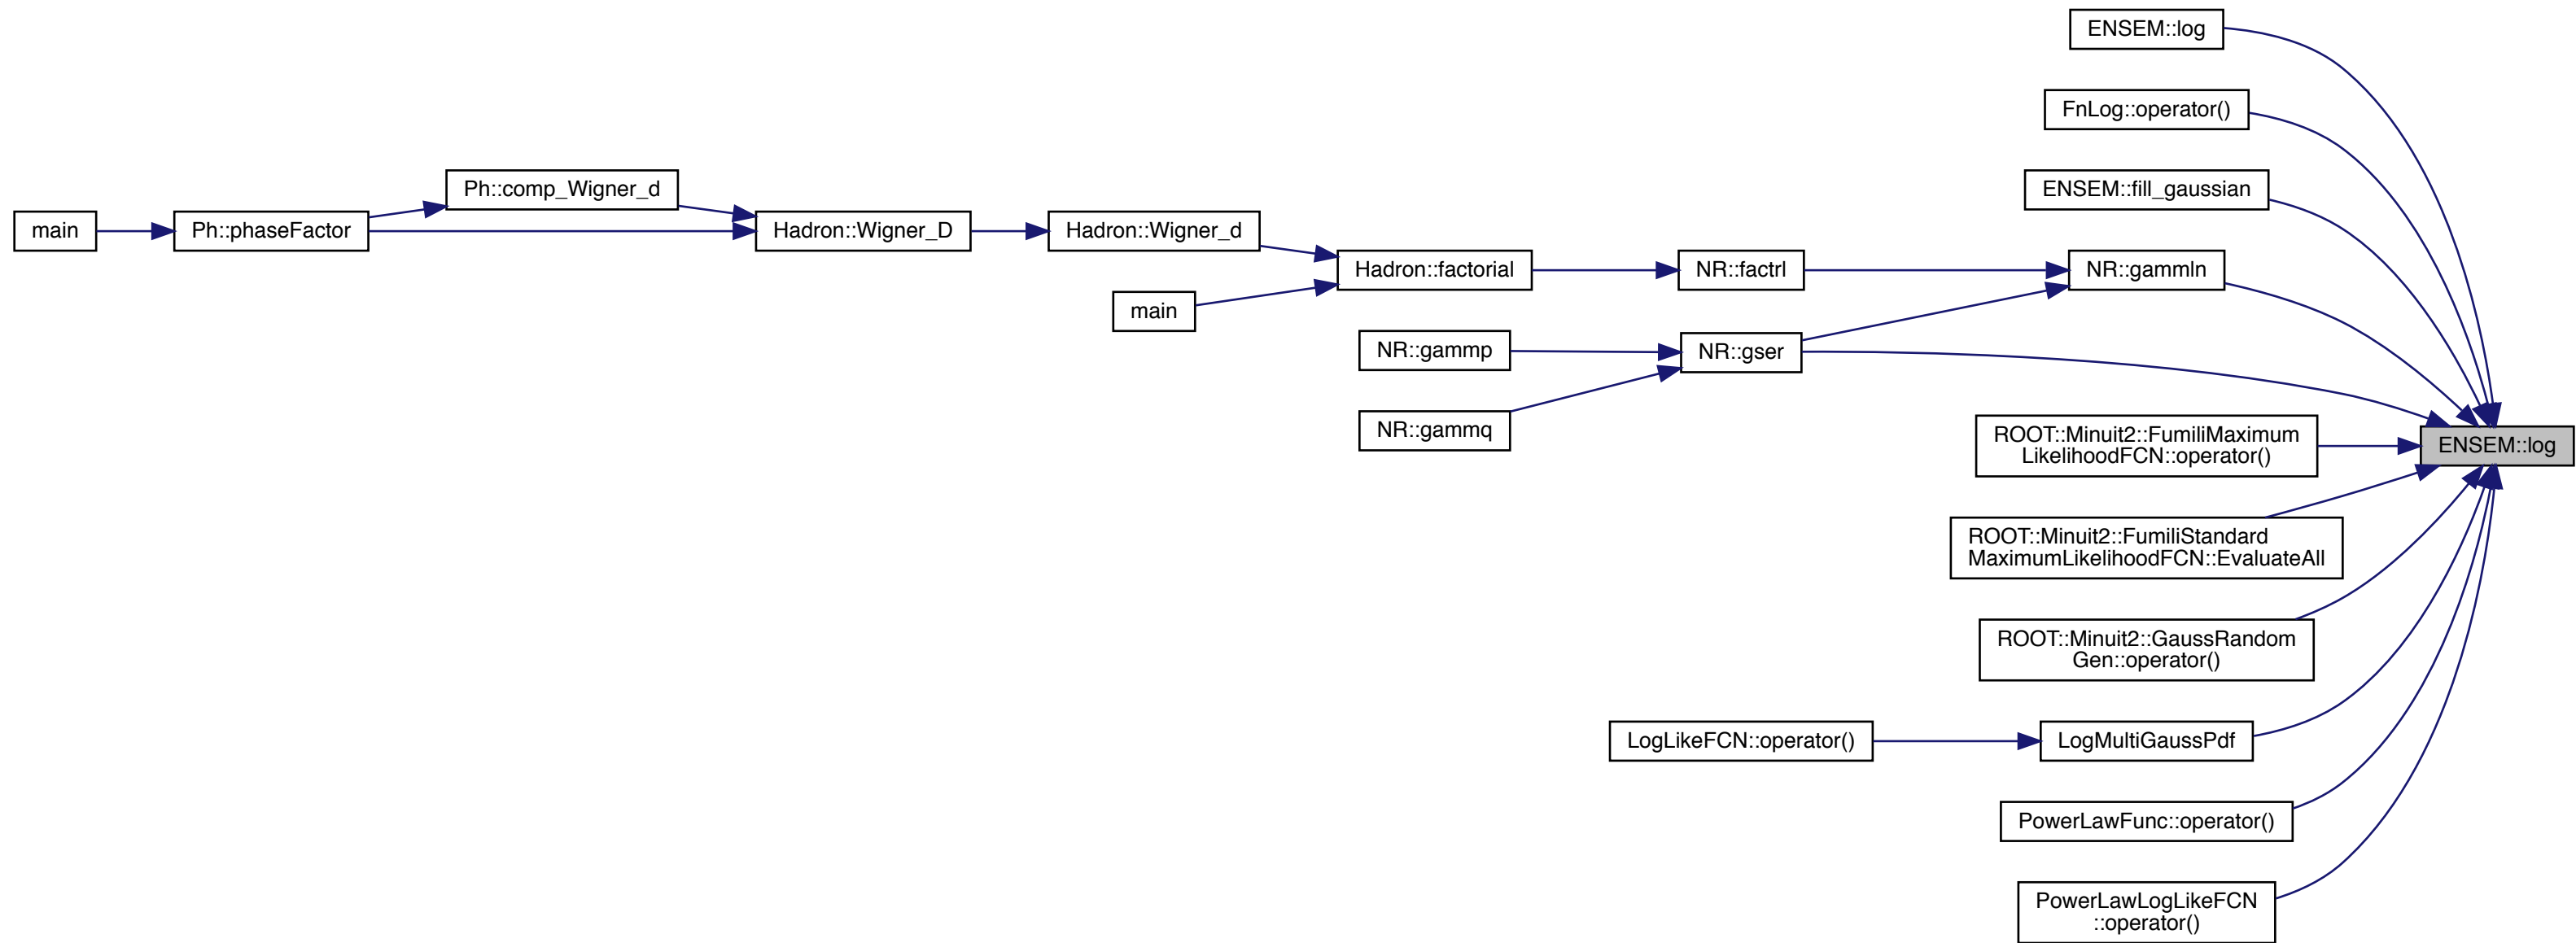 ENSEM::log
FnLog::operator()
ENSEM::fill_gaussian
Ph::comp_Wigner_d
main
Ph::phaseFactor
Hadron::Wigner_D
Hadron::Wigner_d
Hadron::factorial
NR::factrl
NR::gammln
main
NR::gammp
NR::gser
NR::gammq
ROOT::Minuit2::FumiliMaximum
LikelihoodFCN::operator()
ENSEM::log
ROOT::Minuit2::FumiliStandard
MaximumLikelihoodFCN::EvaluateAll
ROOT::Minuit2::GaussRandom
Gen::operator()
LogLikeFCN::operator()
LogMultiGaussPdf
PowerLawFunc::operator()
PowerLawLogLikeFCN
::operator()